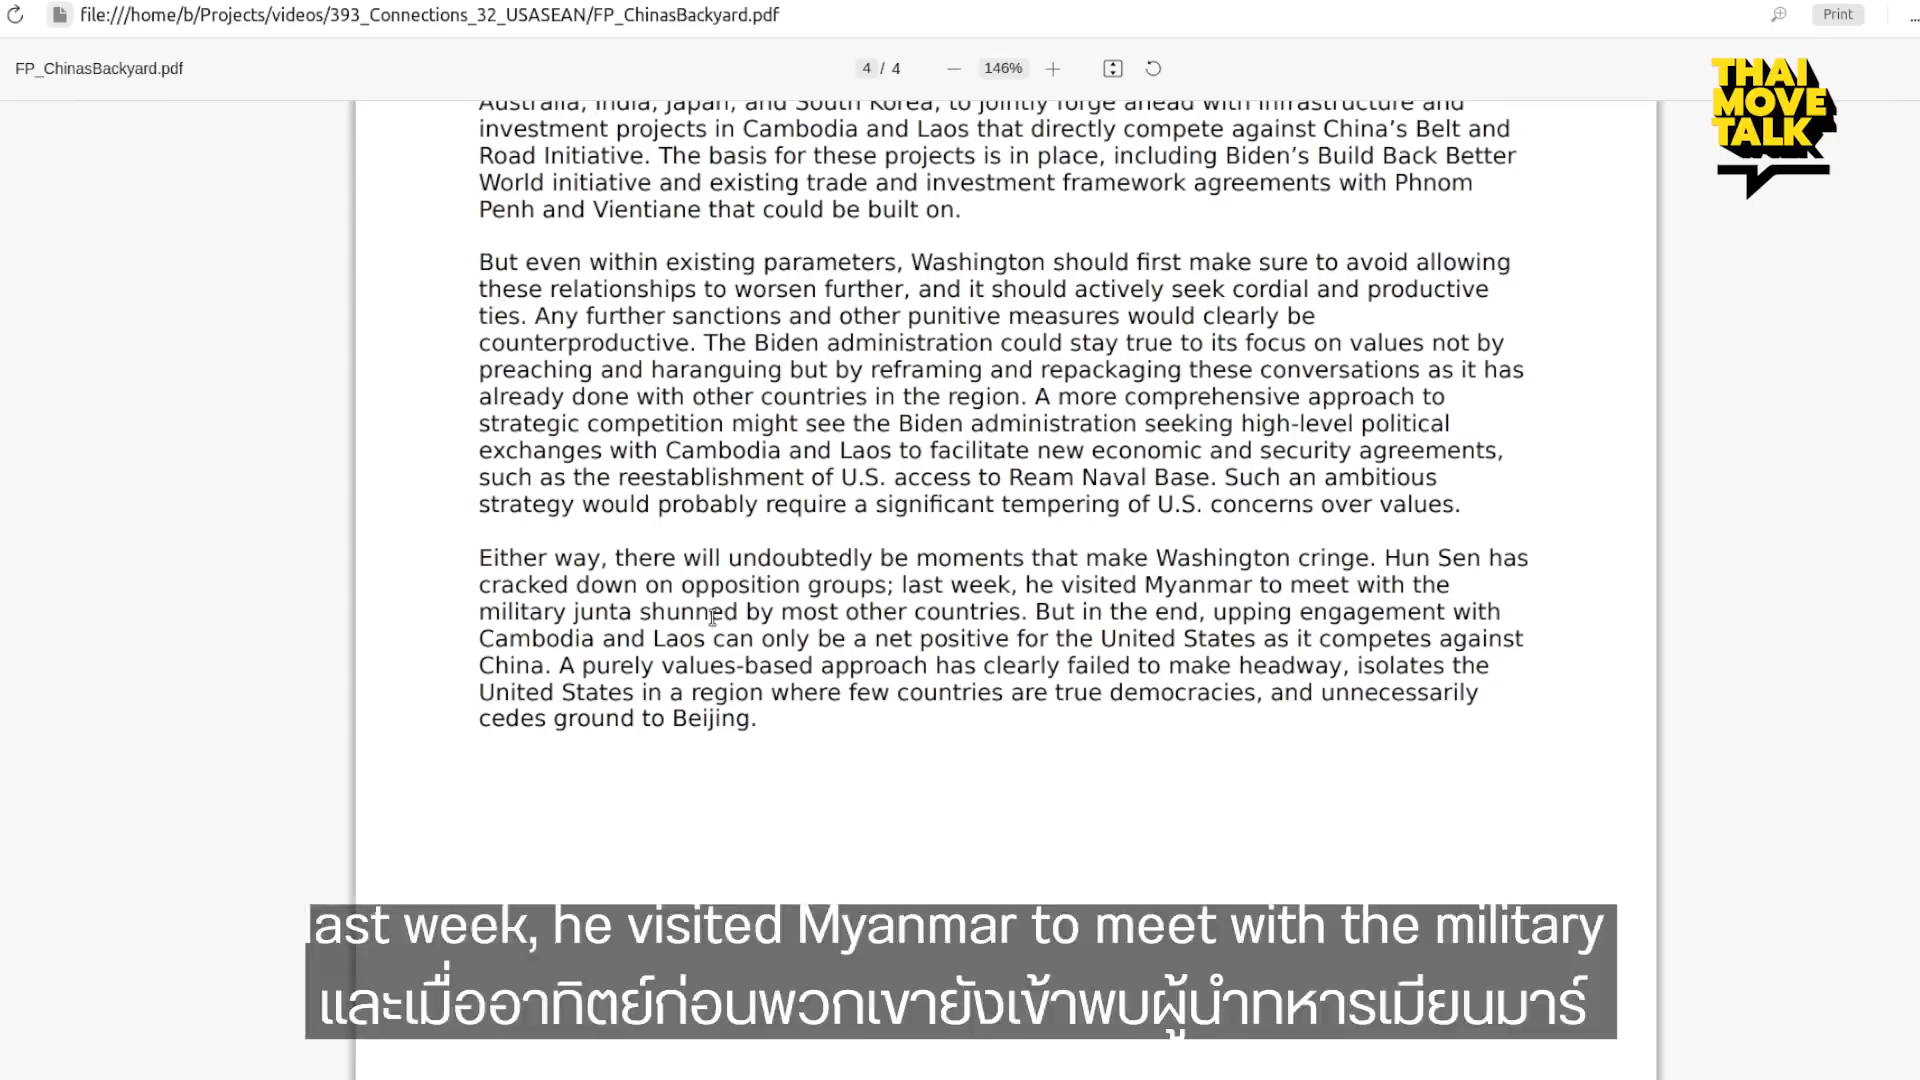 file:///home/b/Projects/videos/393_Connections_32_USASEAN/FP_ChinasBackyard.pdf
Print
...
FP_ChinasBackyard.pdf
4 / 4
146%
THAI
MOVE
TALK
Australia, India, Japan, and South Korea, to jointly forge ahead with infrastructure and
investment projects in Cambodia and Laos that directly compete against China’s Belt and
Road Initiative. The basis for these projects is in place, including Biden’s Build Back Better
World initiative and existing trade and investment framework agreements with Phnom
Penh and Vientiane that could be built on.
But even within existing parameters, Washington should first make sure to avoid allowing
these relationships to worsen further, and it should actively seek cordial and productive
ties. Any further sanctions and other punitive measures would clearly be
counterproductive. The Biden administration could stay true to its focus on values not by
preaching and haranguing but by reframing and repackaging these conversations as it has
already done with other countries in the region. A more comprehensive approach to
strategic competition might see the Biden administration seeking high-level political
exchanges with Cambodia and Laos to facilitate new economic and security agreements,
such as the reestablishment of U.S. access to Ream Naval Base. Such an ambitious
strategy would probably require a significant tempering of U.S. concerns over values.
Either way, there will undoubtedly be moments that make Washington cringe. Hun Sen has
cracked down on opposition groups; last week, he visited Myanmar to meet with the
military junta shunned by most other countries. But in the end, upping engagement with
Cambodia and Laos can only be a net positive for the United States as it competes against
China. A purely values-based approach has clearly failed to make headway, isolates the
United States in a region where few countries are true democracies, and unnecessarily
cedes ground to Beijing.
last week, he visited Myanmar to meet with the military
และเมื่ออาทิตย์ก่อนพวกเขายังเข้าพบผู้นำทหารเมียนมาร์